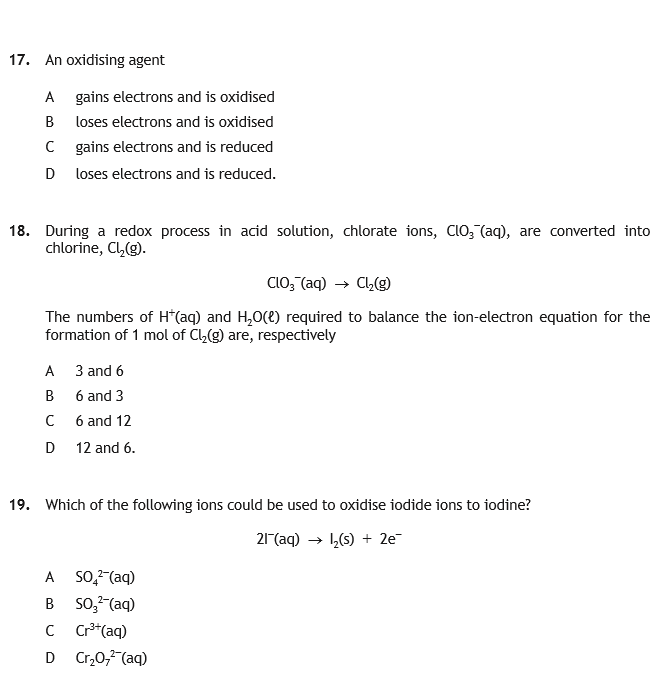 17. An oxidising agent
A gains electrons and is oxidised
B loses electrons and is oxidised
C gains electrons and is reduced
D loses electrons and is reduced.
18. During a redox process in acid solution, chlorate ions, ClO₃⁻(aq), are converted into
chlorine, Cl₂(g).
ClO₃⁻(aq) → Cl₂(g)
The numbers of H⁺(aq) and H₂O(ℓ) required to balance the ion-electron equation for the
formation of 1 mol of Cl₂(g) are, respectively
A 3 and 6
B 6 and 3
C 6 and 12
D 12 and 6.
19. Which of the following ions could be used to oxidise iodide ions to iodine?
2I⁻(aq) → I₂(s) + 2e⁻
A SO₄²⁻(aq)
B SO₃²⁻(aq)
C Cr³⁺(aq)
D Cr₂O₇²⁻(aq)